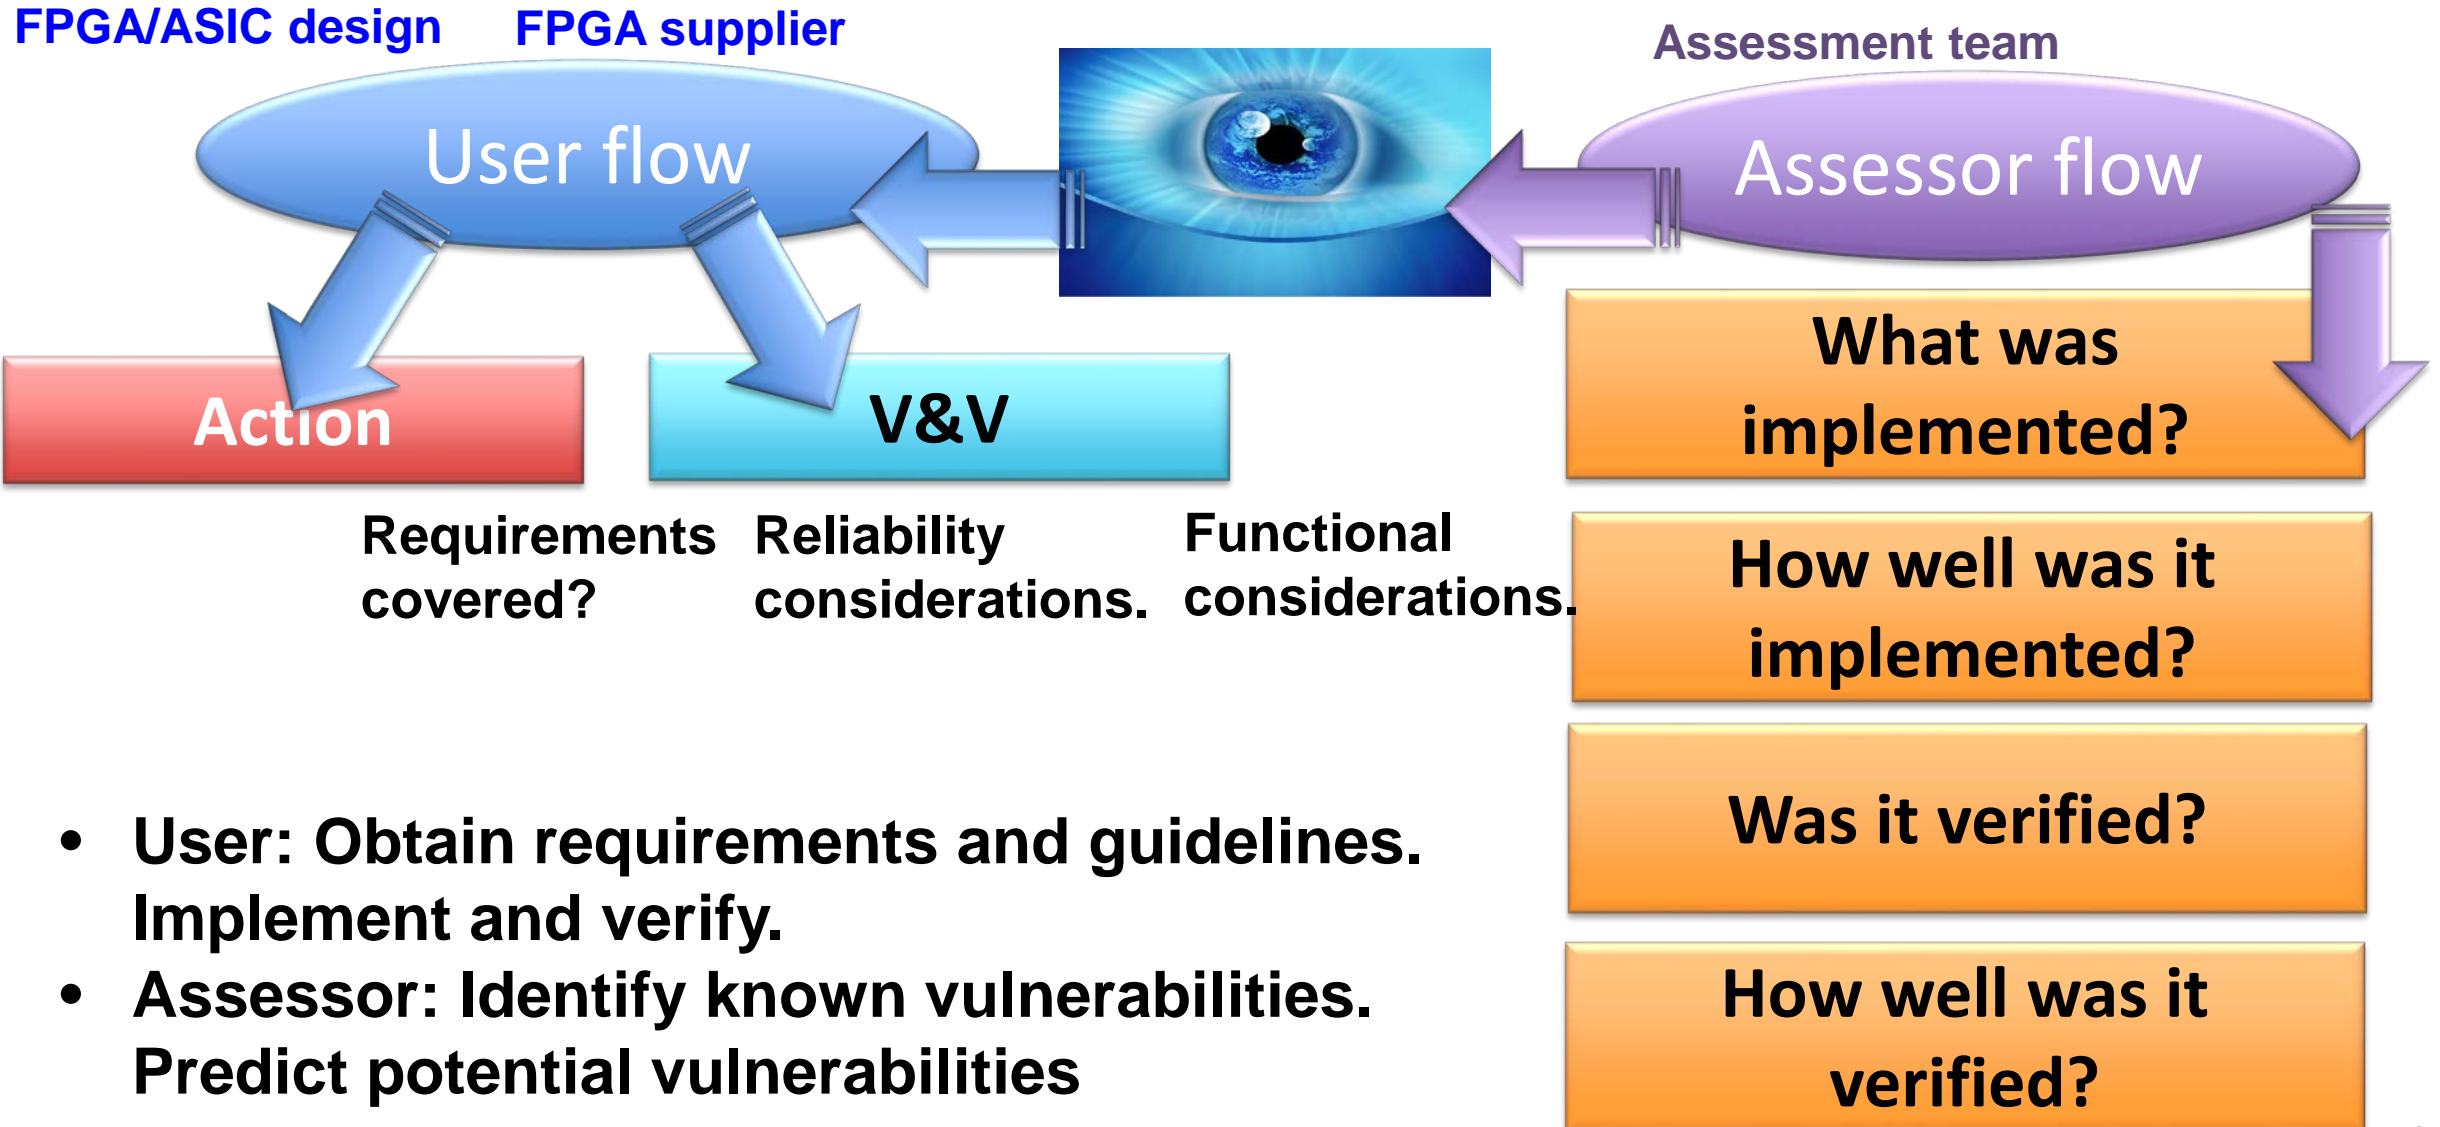 FPGA/ASIC design
FPGA supplier
Assessment team
User flow
Assessor flow
Action
V&V
What was
implemented?
Requirements
covered?
Reliability
considerations.
Functional
considerations.
How well was it
implemented?
Was it verified?
• User: Obtain requirements and guidelines.
Implement and verify.
• Assessor: Identify known vulnerabilities.
Predict potential vulnerabilities
How well was it
verified?